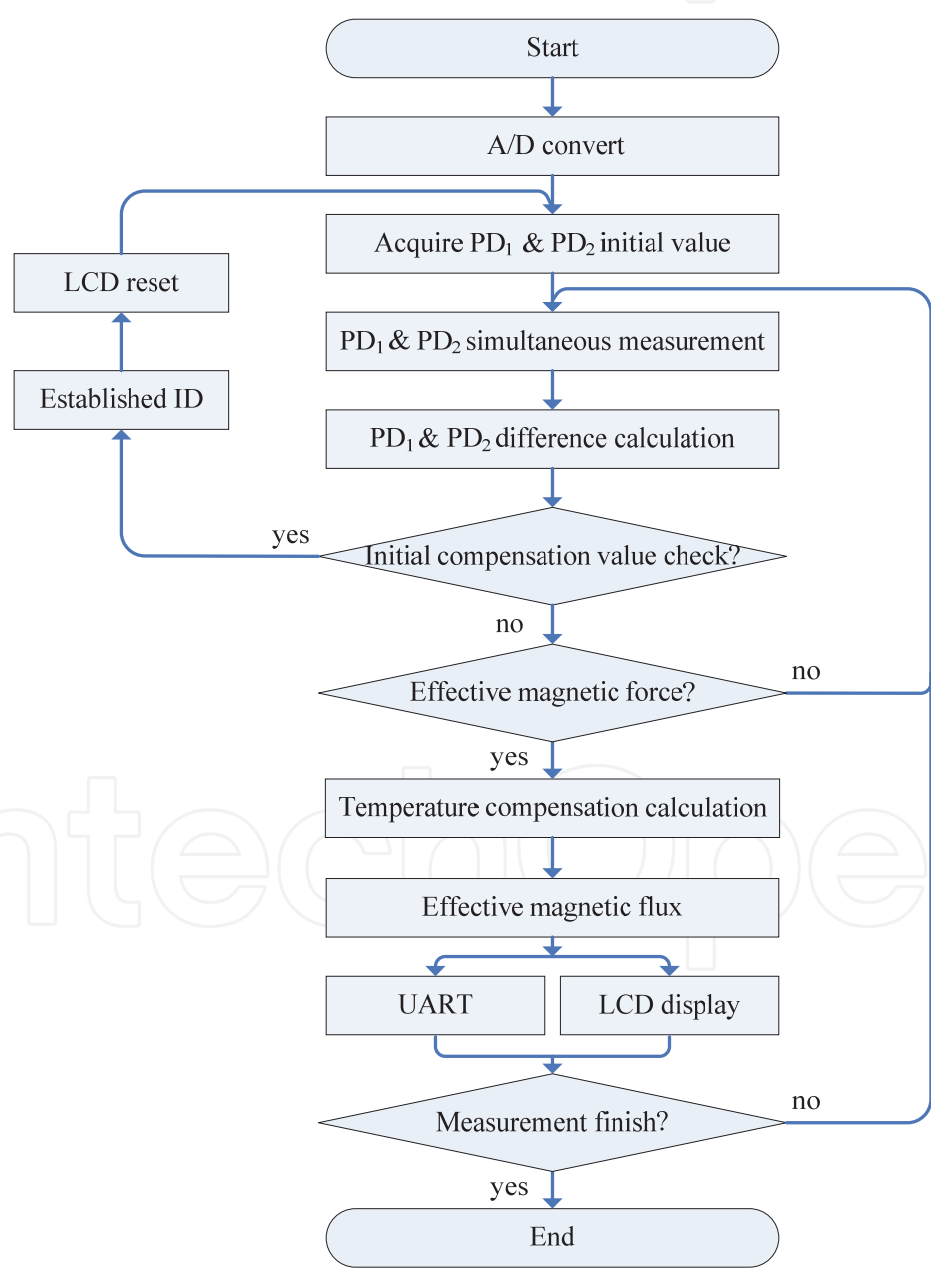 Start
A/D convert
Acquire PD₁ & PD₂ initial value
LCD reset
PD₁ & PD₂ simultaneous measurement
Established ID
PD₁ & PD₂ difference calculation
yes
Initial compensation value check?
no
Effective magnetic force?
no
yes
Temperature compensation calculation
Effective magnetic flux
UART
LCD display
Measurement finish?
no
yes
End
ntechOpe